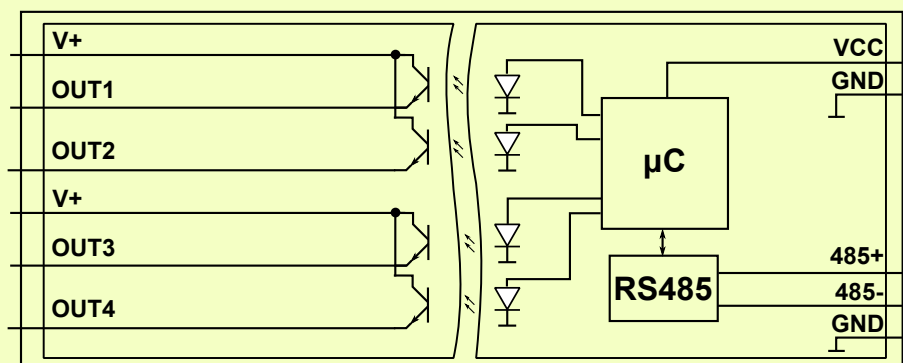 V+
OUT1
OUT2
V+
OUT3
OUT4
µC
RS485
VCC
GND
485+
485-
GND